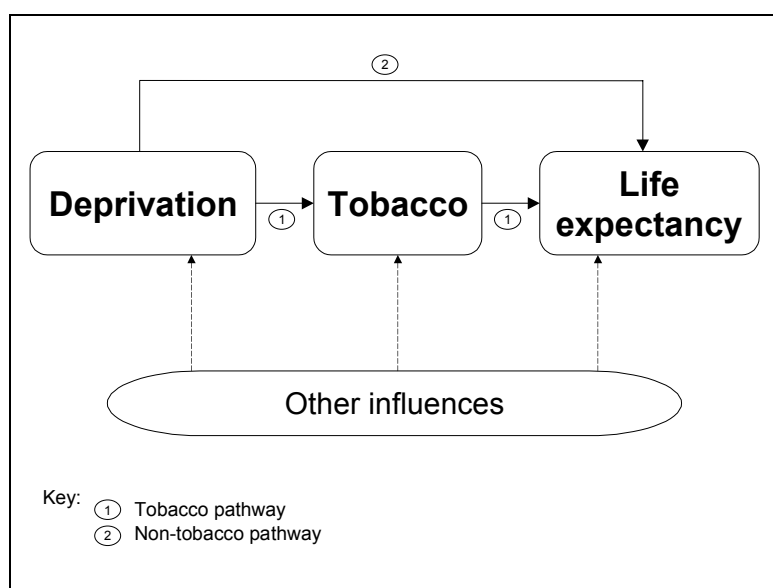 2
Deprivation
1
Tobacco
1
Life
expectancy
Other influences
Key:
1 Tobacco pathway
2 Non-tobacco pathway